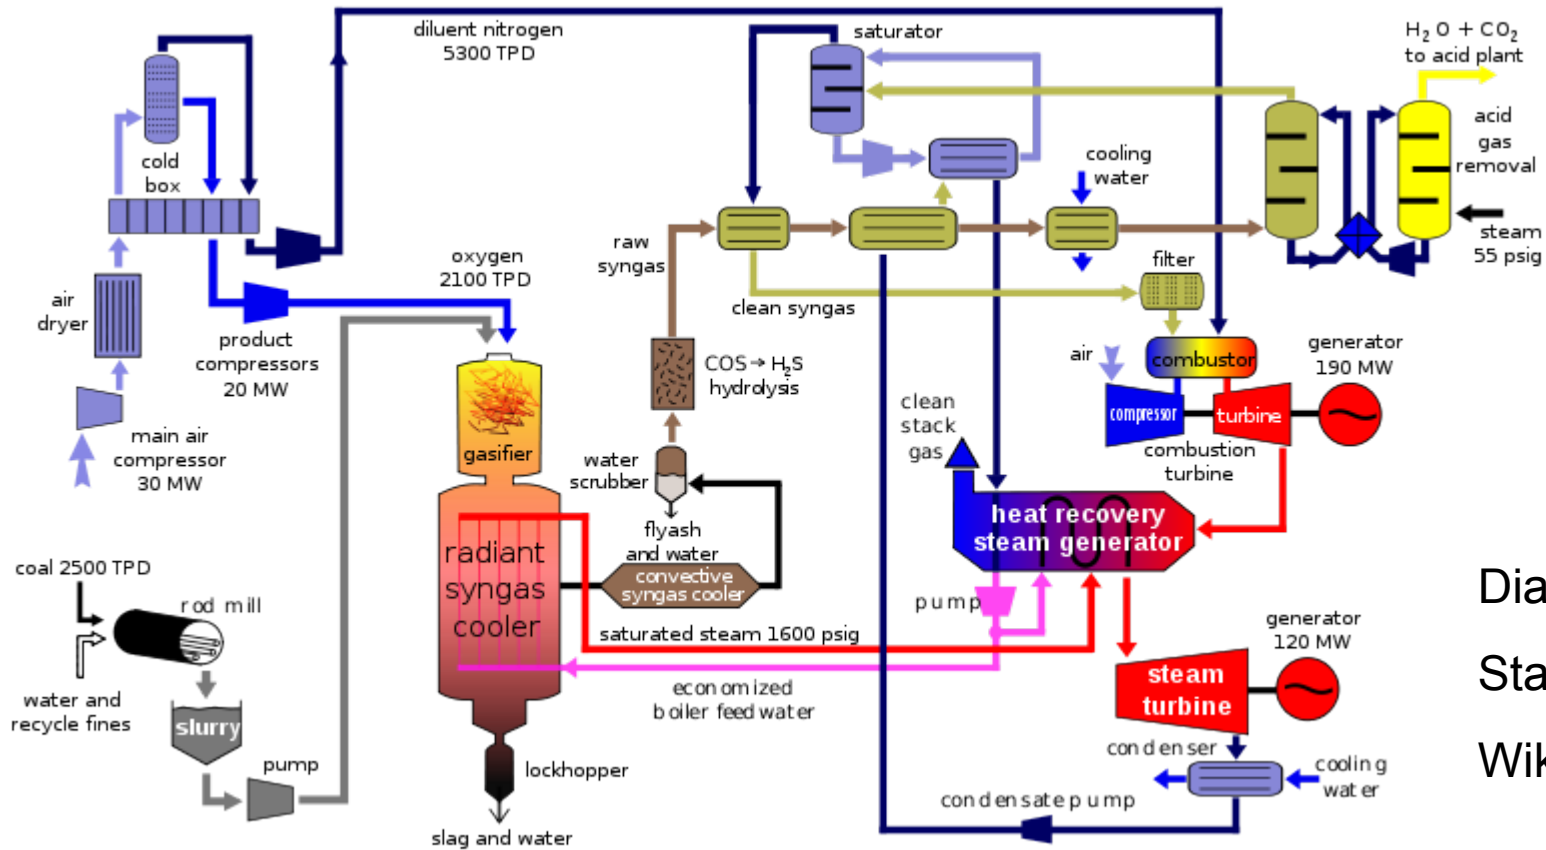 diluent nitrogen
5300 TPD
saturator
H₂ O + CO₂
to acid plant
acid
gas
removal
cold
box
cooling
water
steam
55 psig
raw
syngas
oxygen
2100 TPD
filter
air
dryer
clean syngas
product
compressors
20 MW
COS → H₂S
hydrolysis
air
combustor
generator
190 MW
compressor
turbine
combustion
turbine
clean
stack
gas
main air
compressor
30 MW
gasifier
water
scrubber
flyash
and water
heat recovery
steam generator
radiant
syngas
cooler
convective
syngas cooler
coal 2500 TPD
rod mill
pump
saturated steam 1600 psig
generator
120 MW
water and
recycle fines
slurry
economized
boiler feed water
steam
turbine
pump
lockhopper
condenser
cooling
water
condensate pump
slag and water
Dia
Sta